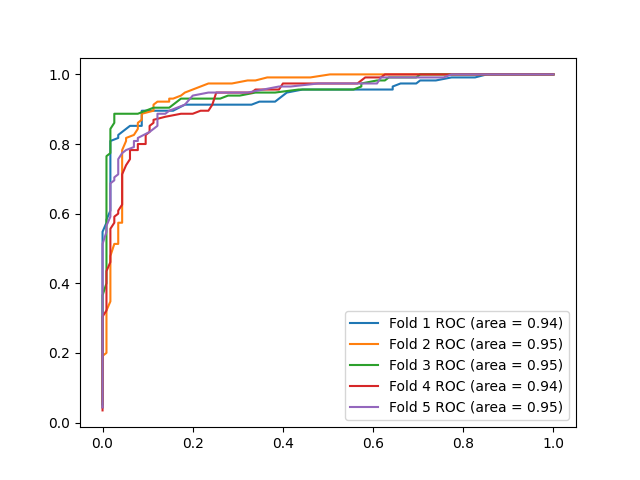 1.0
0.8
0.6
0.4
0.2
0.0
0.0 0.2 0.4 0.6 0.8 1.0
Fold 1 ROC (area = 0.94)
Fold 2 ROC (area = 0.95)
Fold 3 ROC (area = 0.95)
Fold 4 ROC (area = 0.94)
Fold 5 ROC (area = 0.95)